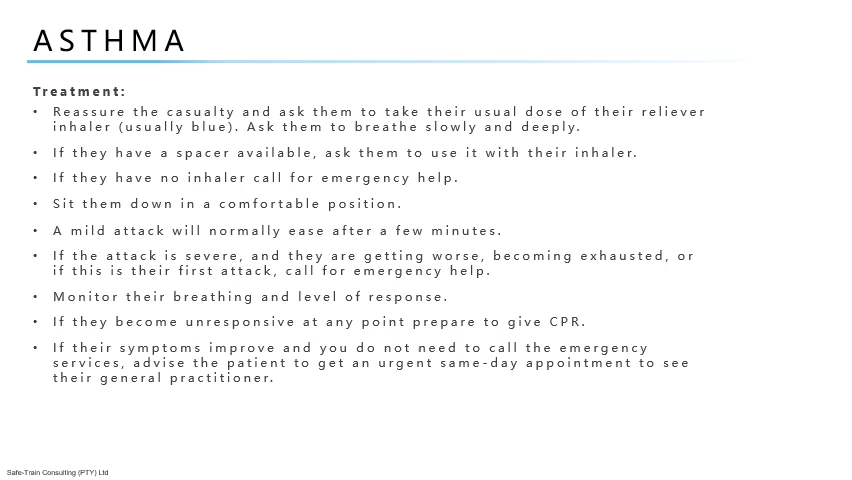 ASTHMA
Treatment:
• Reassure the casualty and ask them to take their usual dose of their reliever
inhaler (usually blue). Ask them to breathe slowly and deeply.
• If they have a spacer available, ask them to use it with their inhaler.
• If they have no inhaler call for emergency help.
• Sit them down in a comfortable position.
• A mild attack will normally ease after a few minutes.
• If the attack is severe, and they are getting worse, becoming exhausted, or
if this is their first attack, call for emergency help.
• Monitor their breathing and level of response.
• If they become unresponsive at any point prepare to give CPR.
• If their symptoms improve and you do not need to call the emergency
services, advise the patient to get an urgent same-day appointment to see
their general practitioner.
Safe-Train Consulting (PTY) Ltd